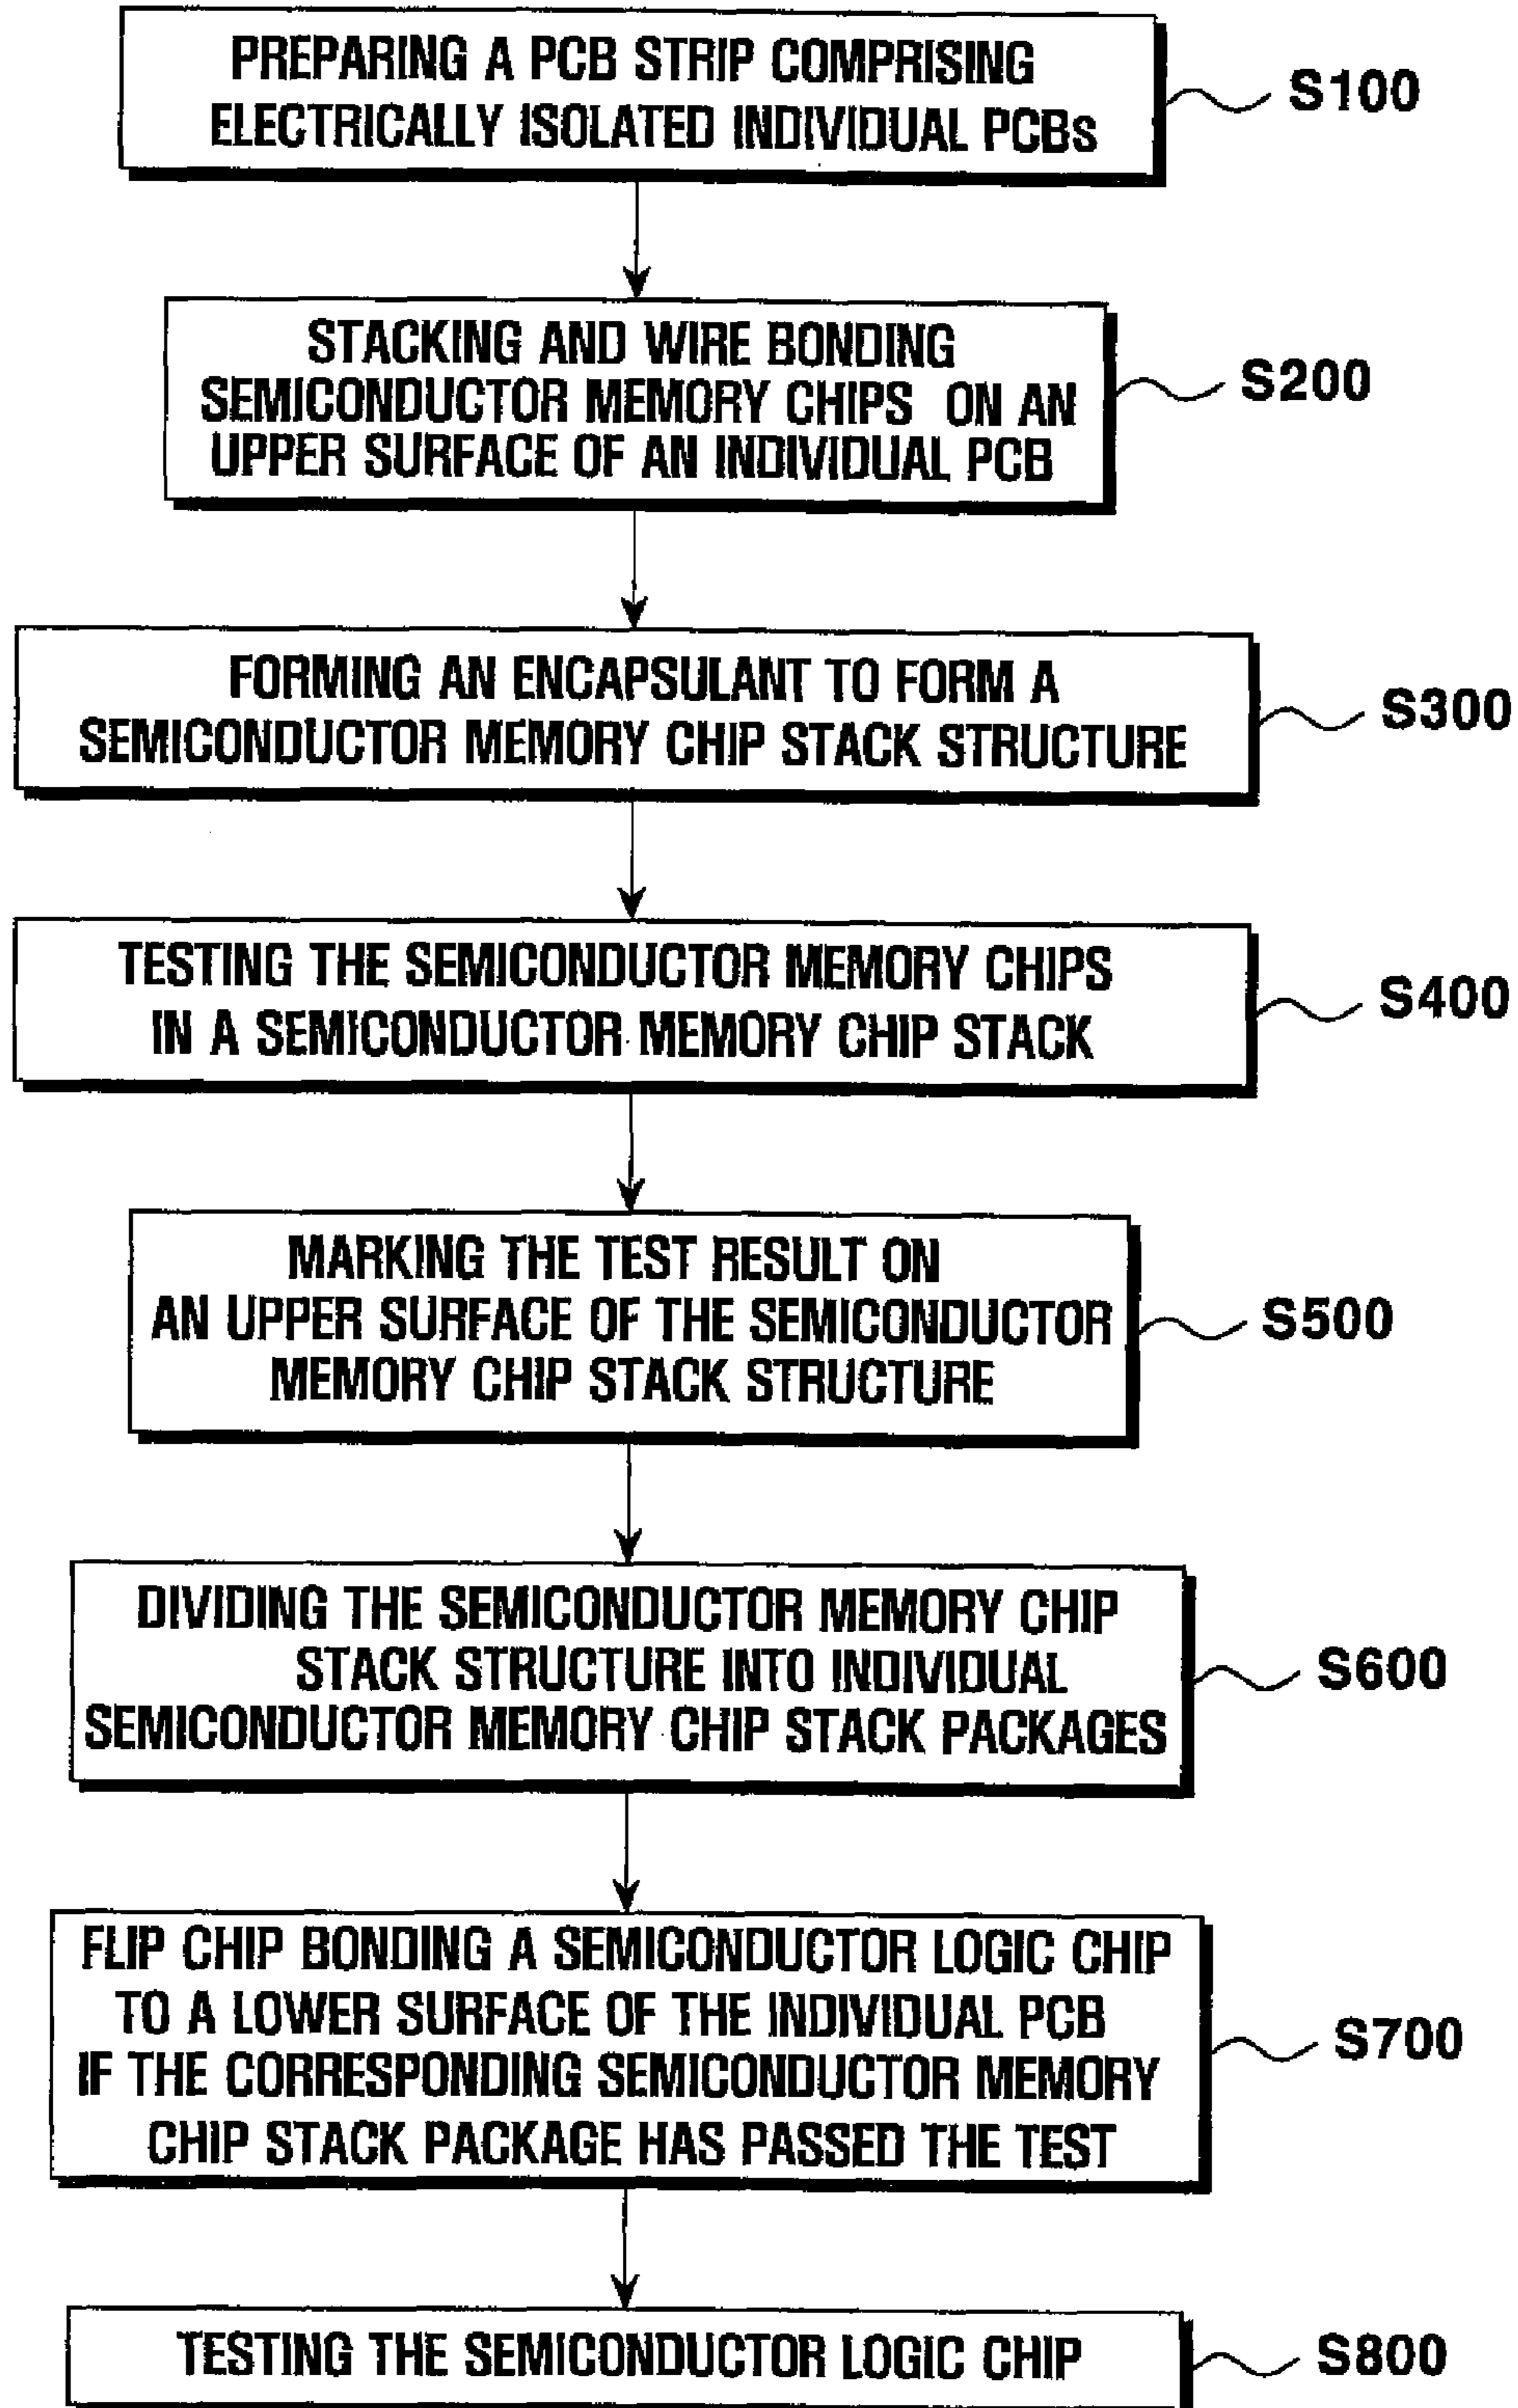 PREPARING A PCB STRIP COMPRISING
ELECTRICALLY ISOLATED INDIVIDUAL PCBs
S100
STACKING AND WIRE BONDING
SEMICONDUCTOR MEMORY CHIPS ON AN
UPPER SURFACE OF AN INDIVIDUAL PCB
S200
FORMING AN ENCAPSULANT TO FORM A
SEMICONDUCTOR MEMORY CHIP STACK STRUCTURE
S300
TESTING THE SEMICONDUCTOR MEMORY CHIPS
IN A SEMICONDUCTOR MEMORY CHIP STACK
S400
MARKING THE TEST RESULT ON
AN UPPER SURFACE OF THE SEMICONDUCTOR
MEMORY CHIP STACK STRUCTURE
S500
DIVIDING THE SEMICONDUCTOR MEMORY CHIP
STACK STRUCTURE INTO INDIVIDUAL
SEMICONDUCTOR MEMORY CHIP STACK PACKAGES
S600
FLIP CHIP BONDING A SEMICONDUCTOR LOGIC CHIP
TO A LOWER SURFACE OF THE INDIVIDUAL PCB
IF THE CORRESPONDING SEMICONDUCTOR MEMORY
CHIP STACK PACKAGE HAS PASSED THE TEST
S700
TESTING THE SEMICONDUCTOR LOGIC CHIP
S800